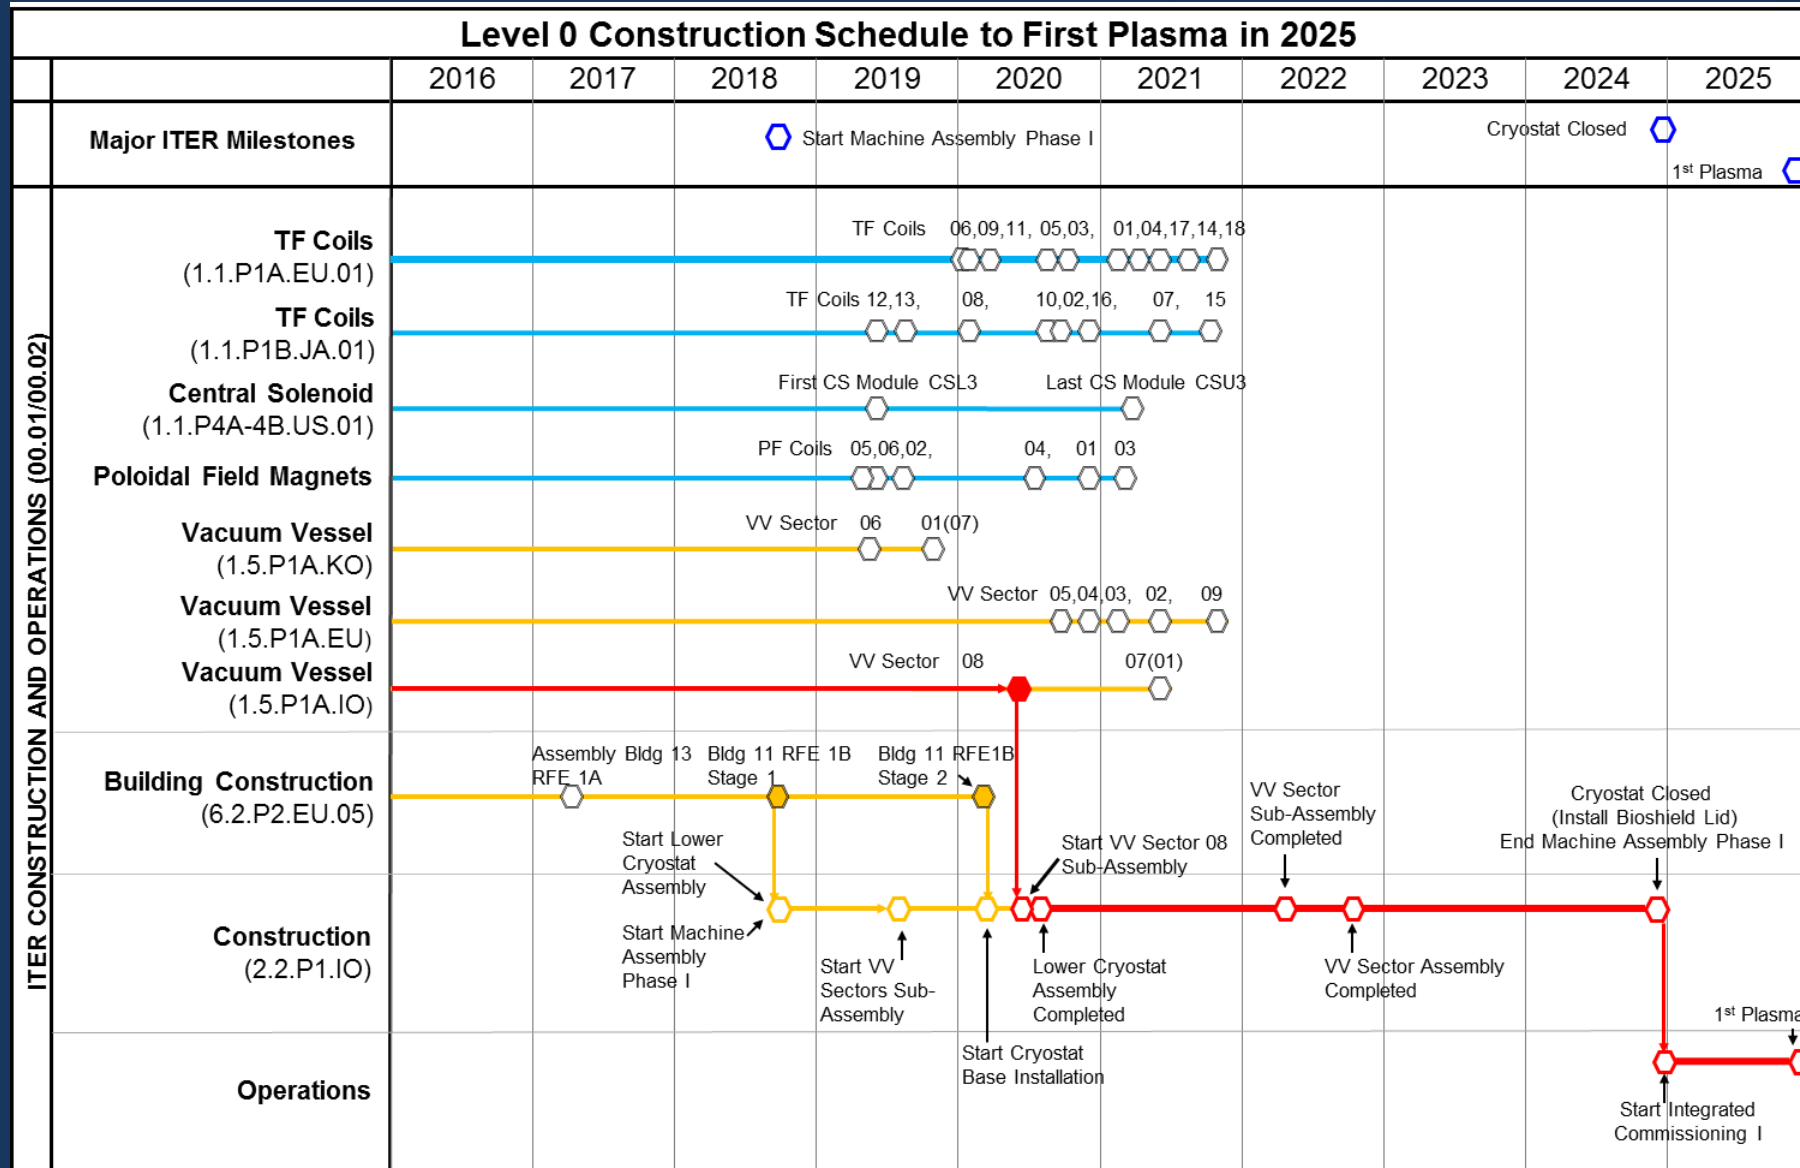 Level 0 Construction Schedule to First Plasma in 2025
2016 2017 2018 2019 2020 2021 2022 2023 2024 2025
Major ITER Milestones
Start Machine Assembly Phase I
Cryostat Closed
1st Plasma
ITER CONSTRUCTION AND OPERATIONS (00.01/00.02)
TF Coils
(1.1.P1A.EU.01)
TF Coils 06,09,11, 05,03, 01,04,17,14,18
TF Coils
(1.1.P1B.JA.01)
TF Coils 12,13, 08, 10,02,16, 07, 15
Central Solenoid
(1.1.P4A-4B.US.01)
First CS Module CSL3
Last CS Module CSU3
Poloidal Field Magnets
PF Coils 05,06,02, 04, 01 03
Vacuum Vessel
(1.5.P1A.KO)
VV Sector 06 01(07)
Vacuum Vessel
(1.5.P1A.EU)
VV Sector 05,04,03, 02, 09
Vacuum Vessel
(1.5.P1A.IO)
VV Sector 08 07(01)
Building Construction
(6.2.P2.EU.05)
Assembly Bldg 13
RFE 1A
Bldg 11 RFE 1B
Stage 1
Bldg 11 RFE1B
Stage 2
Start Lower
Cryostat
Assembly
Start VV Sector 08
Sub-Assembly
VV Sector
Sub-Assembly
Completed
Cryostat Closed
(Install Bioshield Lid)
End Machine Assembly Phase I
Construction
(2.2.P1.IO)
Start Machine
Assembly
Phase I
Start VV
Sectors Sub-
Assembly
Lower Cryostat
Assembly
Completed
VV Sector Assembly
Completed
Start Cryostat
Base Installation
1st Plasma
Operations
Start Integrated
Commissioning I